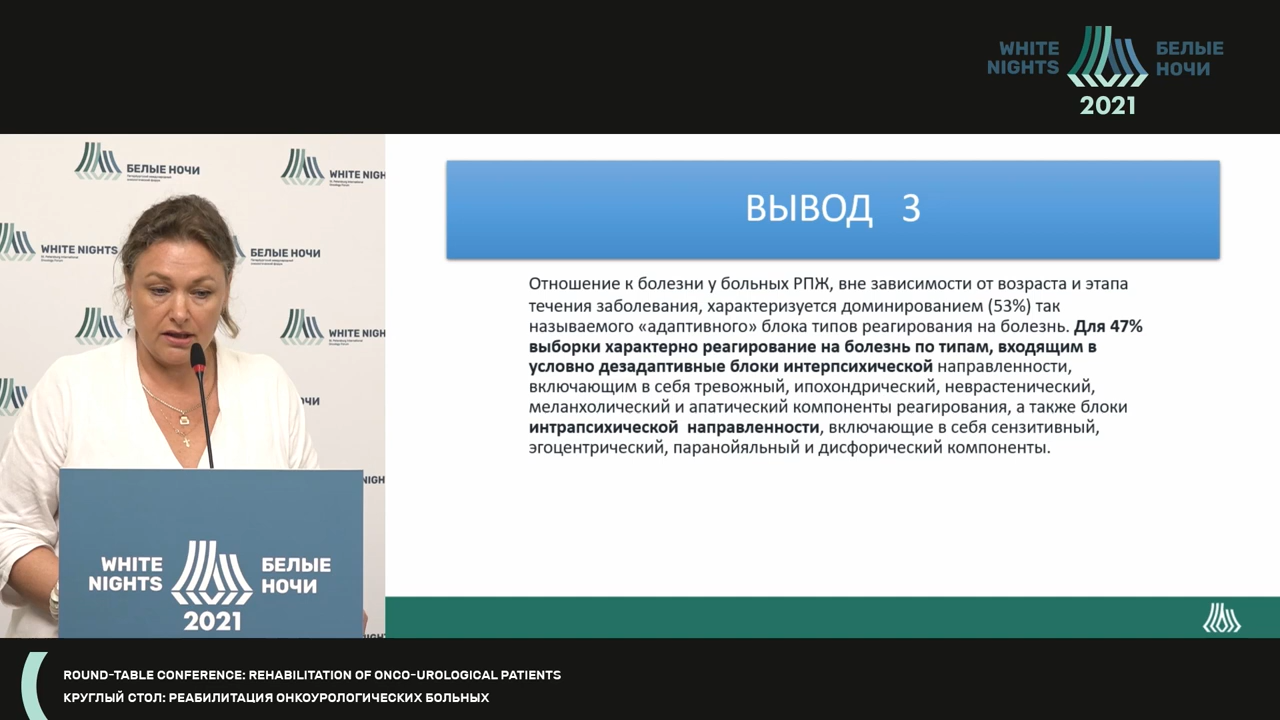 WHITE
NIGHTS
БЕЛЫЕ
НОЧИ
2021
БЕЛЫЕ НОЧИ
WHITE NIGH
WHITE NIGHTS
БЕЛЫЕ НОЧИ
WHITE NIGH
WHITE
NIGHTS
БЕЛЫЕ
НОЧИ
2021
ВЫВОД 3
Отношение к болезни у больных РПЖ, вне зависимости от возраста и этапа
течения заболевания, характеризуется доминированием (53%) так
называемого «адаптивного» блока типов реагирования на болезнь. Для 47%
выборки характерно реагирование на болезнь по типам, входящим в
условно дезадаптивные блоки интерпсихической направленности,
включающим в себя тревожный, ипохондрический, неврастенический,
меланхолический и апатический компоненты реагирования, а также блоки
интрапсихической направленности, включающие в себя сензитивный,
эгоцентрический, паранойяльный и дисфорический компоненты.
ROUND-TABLE CONFERENCE: REHABILITATION OF ONCO-UROLOGICAL PATIENTS
КРУГЛЫЙ СТОЛ: РЕАБИЛИТАЦИЯ ОНКОУРОЛОГИЧЕСКИХ БОЛЬНЫХ